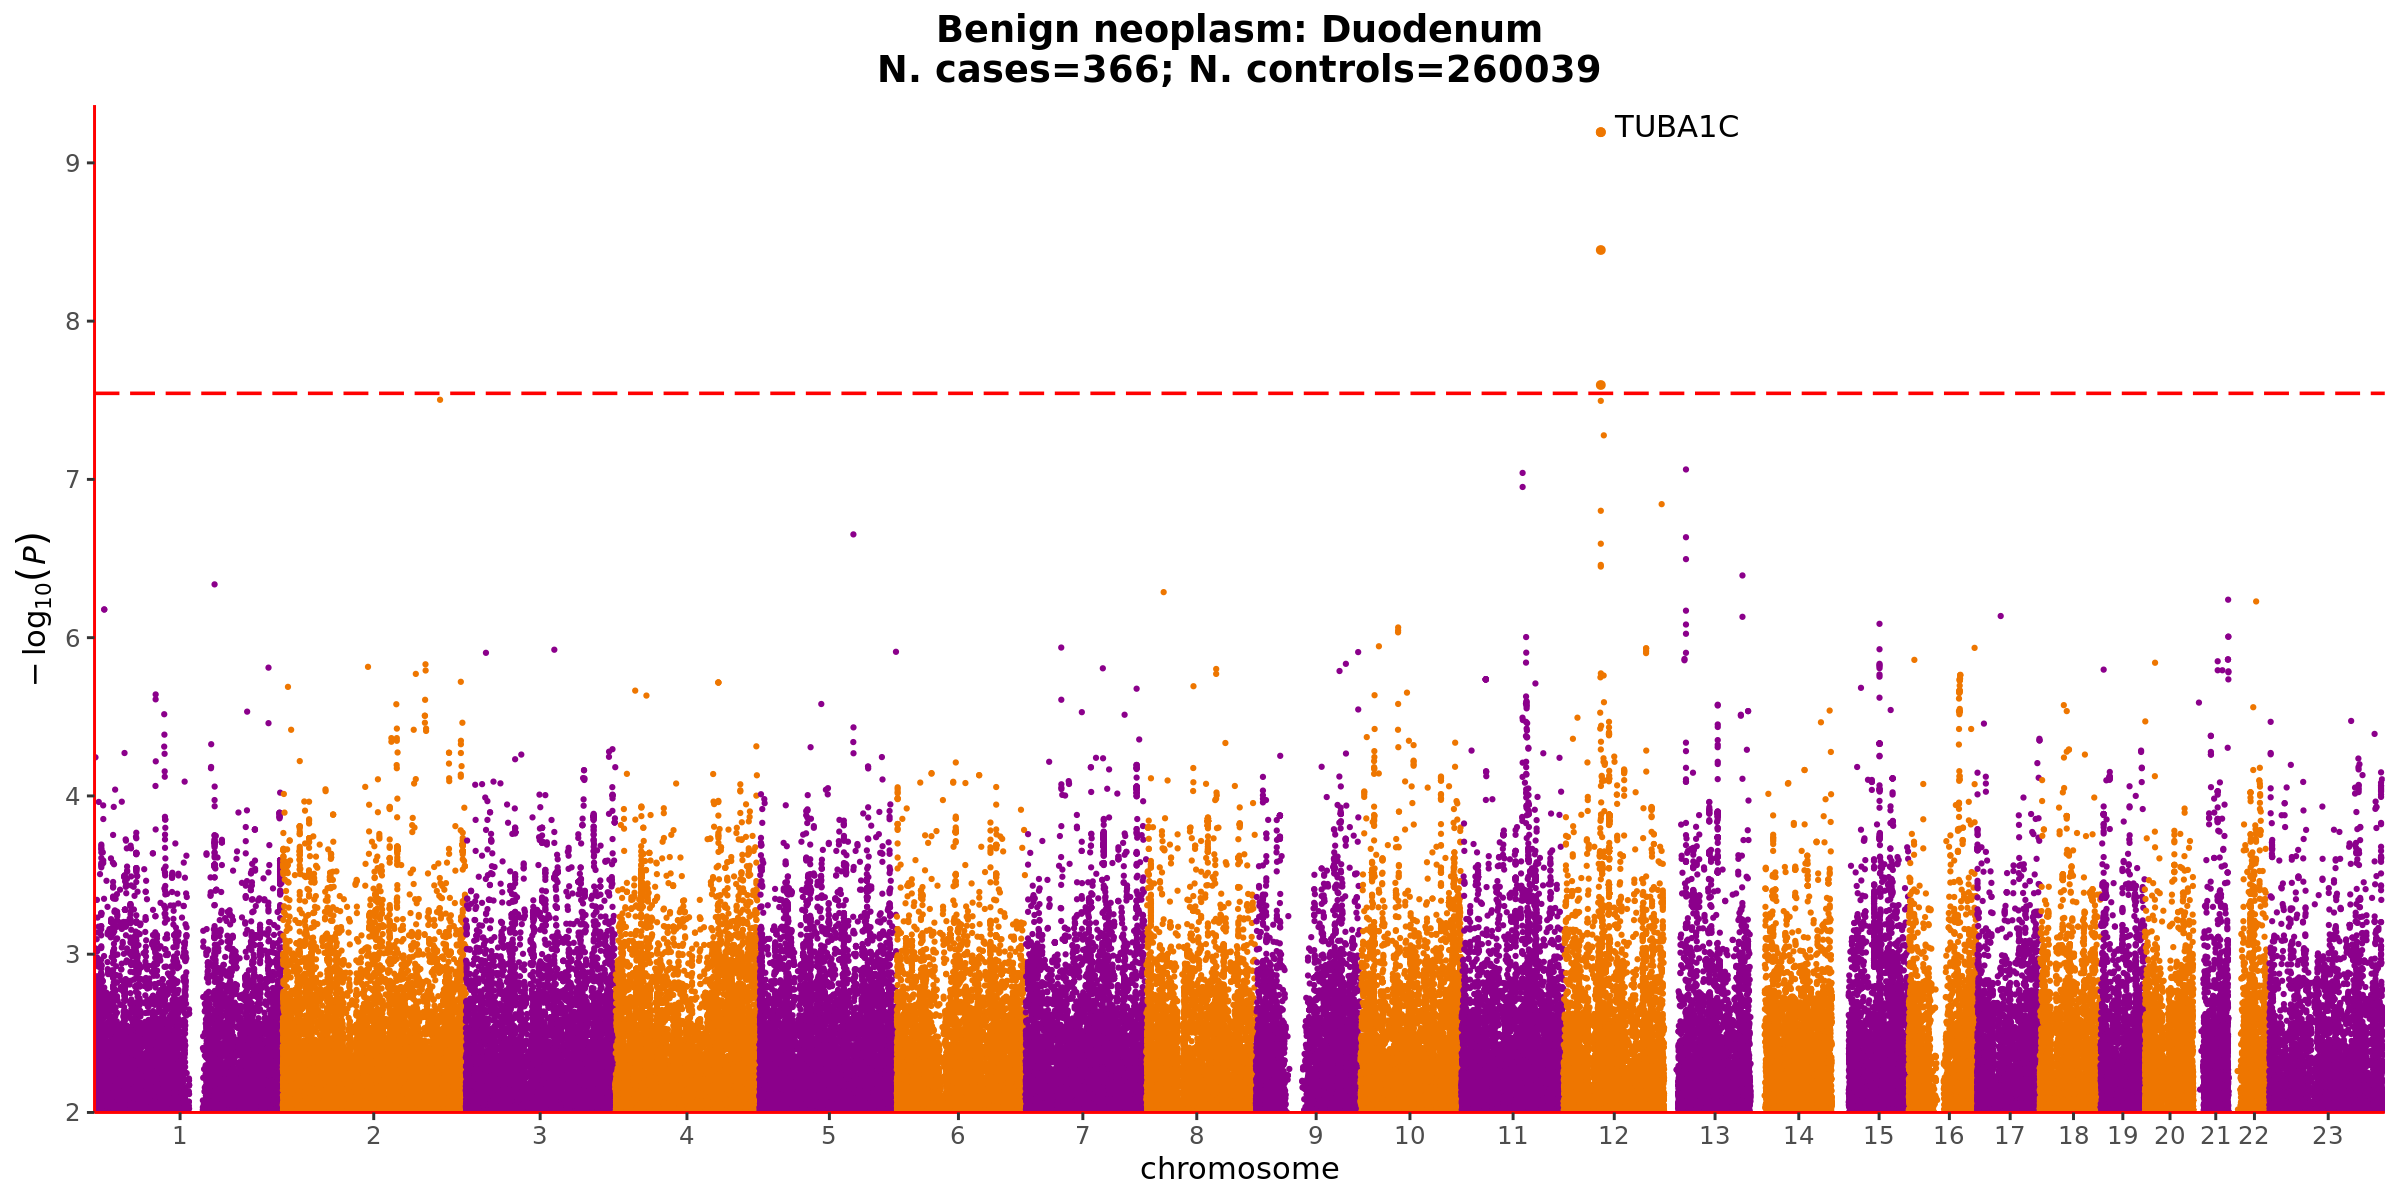 Benign neoplasm: Duodenum
N. cases=366; N. controls=260039
TUBA1C
9
8
7
6
4
3
2
−log₁₀(P)
1 2 3 4 5 6 7 8 9 10 11 12 13 14 15 16 17 18 19 20 21 22 23
chromosome